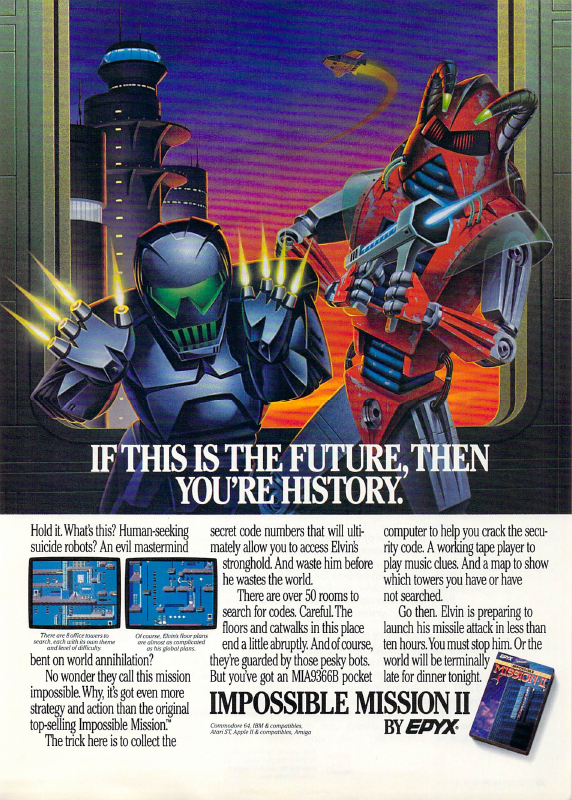 IF THIS IS THE FUTURE, THEN
YOU'RE HISTORY.
Hold it. What's this? Human-seeking
suicide robots? An evil mastermind
There are 8 office towers to
search, each with its own theme
and level of difficulty.
Of course, Elvin's floor plans
are almost as complicated
as his global plans.
bent on world annihilation?
No wonder they call this mission
impossible. Why, it's got even more
strategy and action than the original
top-selling Impossible Mission.™
The trick here is to collect the
secret code numbers that will ulti-
mately allow you to access Elvin's
stronghold. And waste him before
he wastes the world.
There are over 50 rooms to
search for codes. Careful. The
floors and catwalks in this place
end a little abruptly. And of course,
they're guarded by those pesky bots.
But you've got an MIA9366B pocket
computer to help you crack the secu-
rity code. A working tape player to
play music clues. And a map to show
which towers you have or have
not searched.
Go then. Elvin is preparing to
launch his missile attack in less than
ten hours. You must stop him. Or the
world will be terminally
late for dinner tonight.
IMPOSSIBLE MISSION II
BY EPYX®
Commodore 64, IBM & compatibles,
Atari ST, Apple II & compatibles, Amiga
EPYX
IMPOSSIBLE
MISSION II